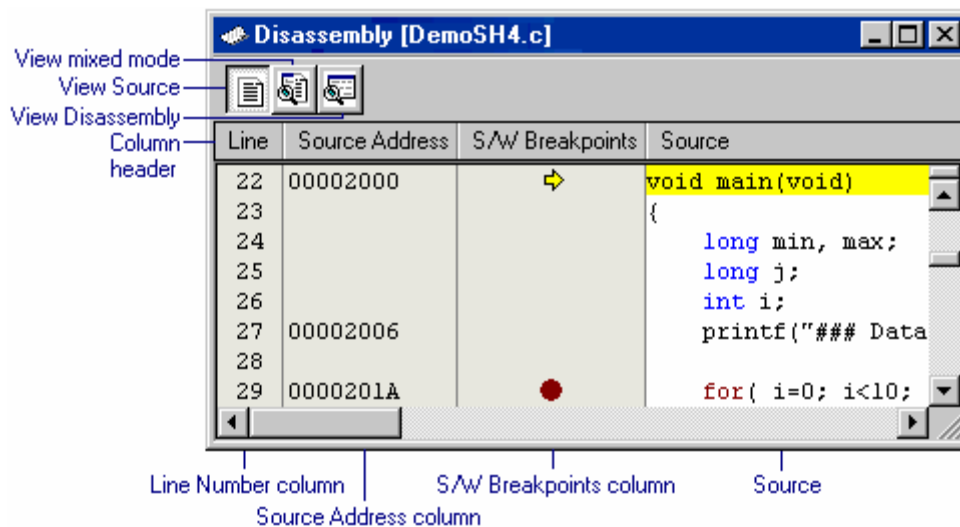 Disassembly [DemoSH4.c]
View mixed mode
View Source
View Disassembly
Column header
Line Source Address S/W Breakpoints Source
22 00002000 void main(void)
23 {
24 long min, max;
25 long j;
26 int i;
27 00002006 printf("### Data
28
29 0000201A for( i=0; i<10;
Line Number column S/W Breakpoints column Source
Source Address column